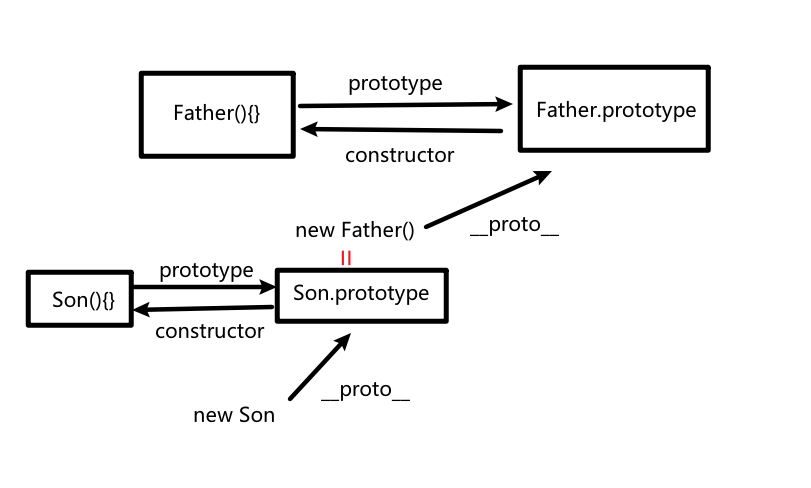 prototype
Father(){}
Father.prototype
constructor
new Father()
__proto__
prototype
Son(){}
Son.prototype
constructor
__proto__
new Son